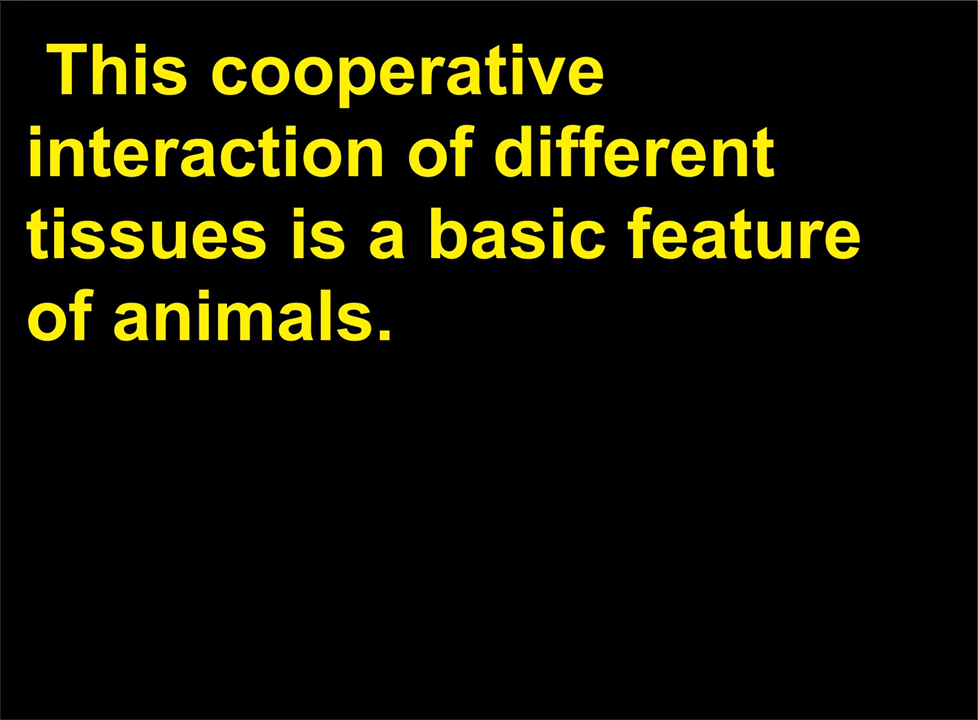 This cooperative
interaction of different
tissues is a basic feature
of animals.